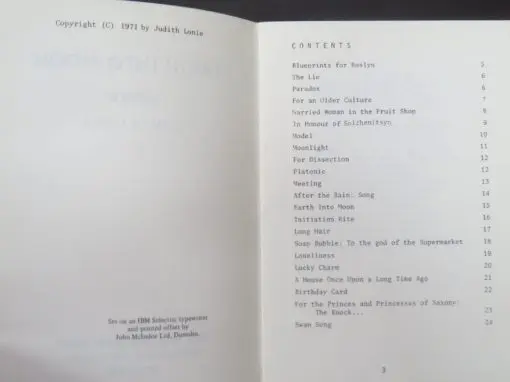 Copyright (C) 1971 by Judith Lonie
Set on an IBM Selectric typewriter
and printed offset by
John McIndoe Ltd, Dunedin.
CONTENTS
Blueprints for Roslyn 5
The Lie 6
Paradox 6
For an Older Culture 7
Married Woman in the Fruit Shop 8
In Honour of Solzhenitsyn 9
Model 10
Moonlight 11
For Dissection 12
Platonic 12
Meeting 13
After the Rain: Song 14
Earth Into Moon 15
Initiation Rite 16
Long Hair 17
Soap Bubble: To the god of the Supermarket 18
Loneliness 19
Lucky Charm 20
A House Once Upon a Long Time Ago 21
Birthday Card 22
For the Princes and Princesses of Saxony:
The Knock... 23
Swan Song 24
3